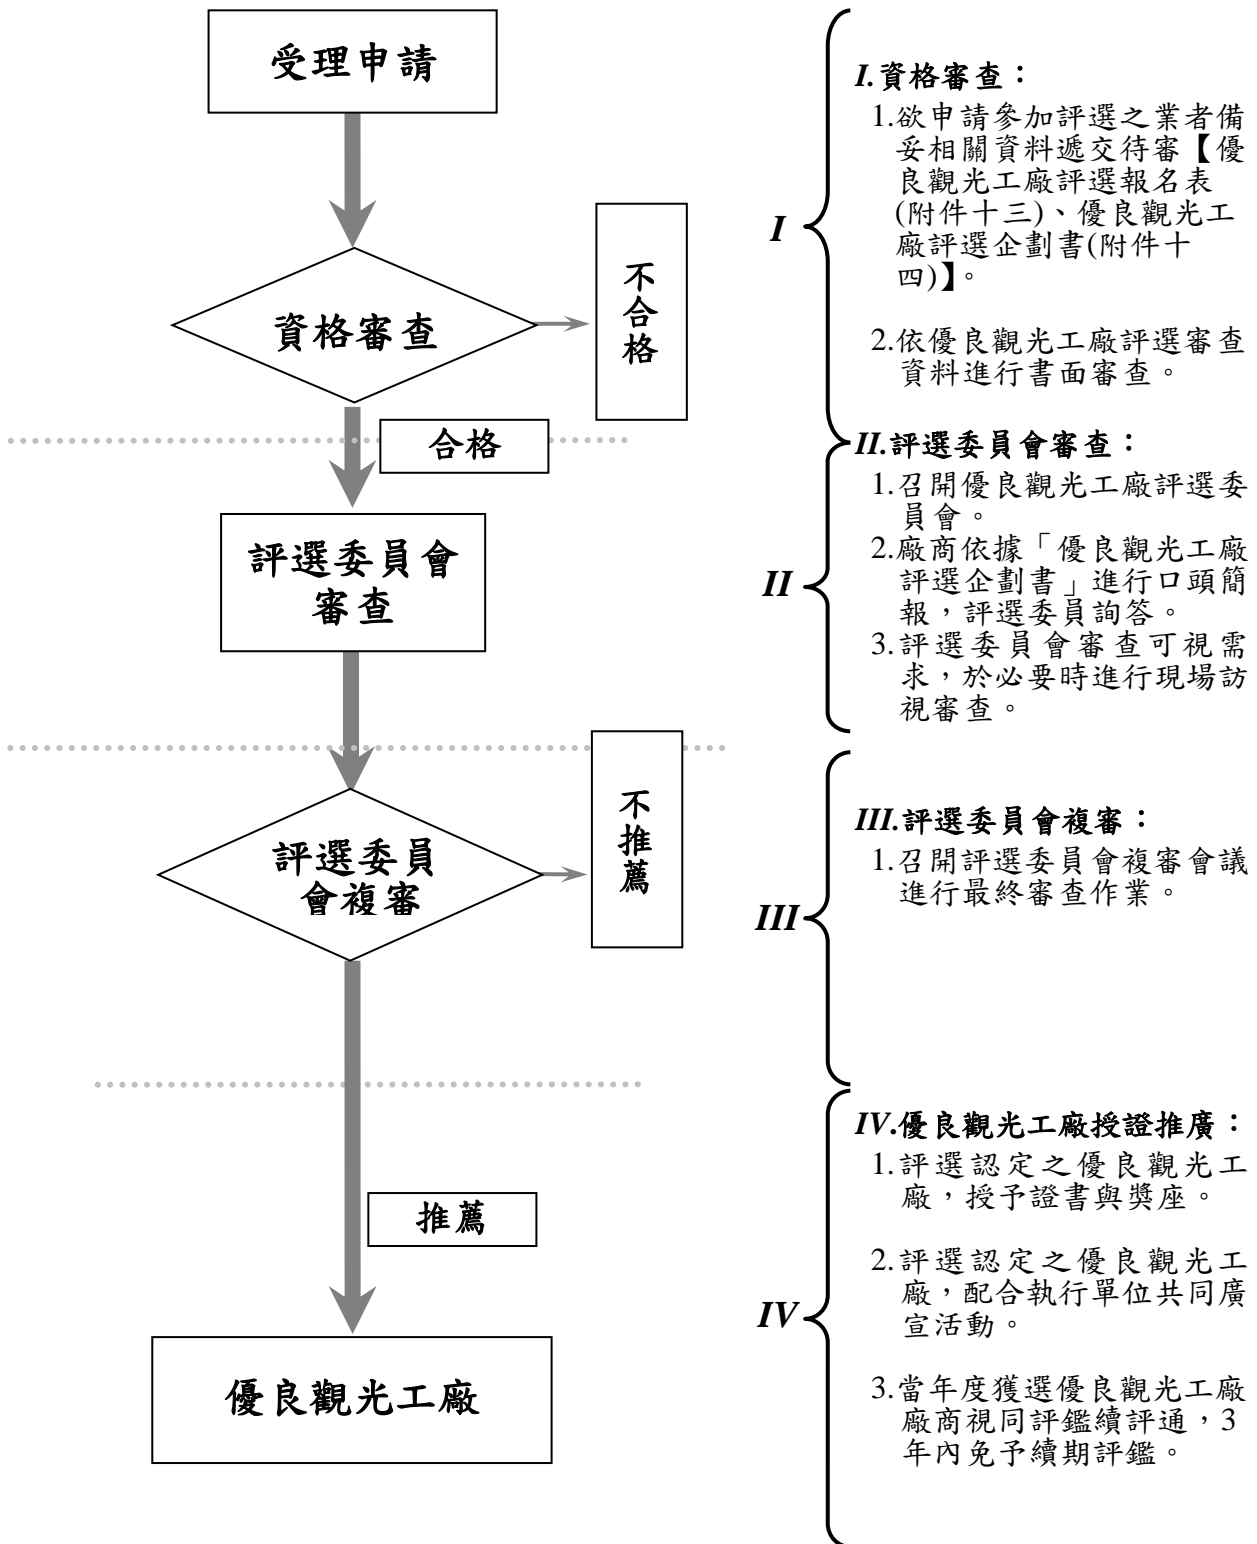 受理申請
資格審查
不合格
合格
評選委員會
審查
評選委員
會複審
不推薦
推薦
優良觀光工廠
I
I.資格審查：
1.欲申請參加評選之業者備
妥相關資料遞交待審【優
良觀光工廠評選報名表
(附件十三)、優良觀光工
廠評選企劃書(附件十
四)】。
2.依優良觀光工廠評選審查
資料進行書面審查。
II
II.評選委員會審查：
1.召開優良觀光工廠評選委
員會。
2.廠商依據「優良觀光工廠
評選企劃書」進行口頭簡
報，評選委員詢答。
3.評選委員會審查可視需
求，於必要時進行現場訪
視審查。
III
III.評選委員會複審：
1.召開評選委員會複審會議
進行最終審查作業。
IV
IV.優良觀光工廠授證推廣：
1.評選認定之優良觀光工
廠，授予證書與獎座。
2.評選認定之優良觀光工
廠，配合執行單位共同廣
宣活動。
3.當年度獲選優良觀光工廠
廠商視同評鑑續評通，3
年內免予續期評鑑。